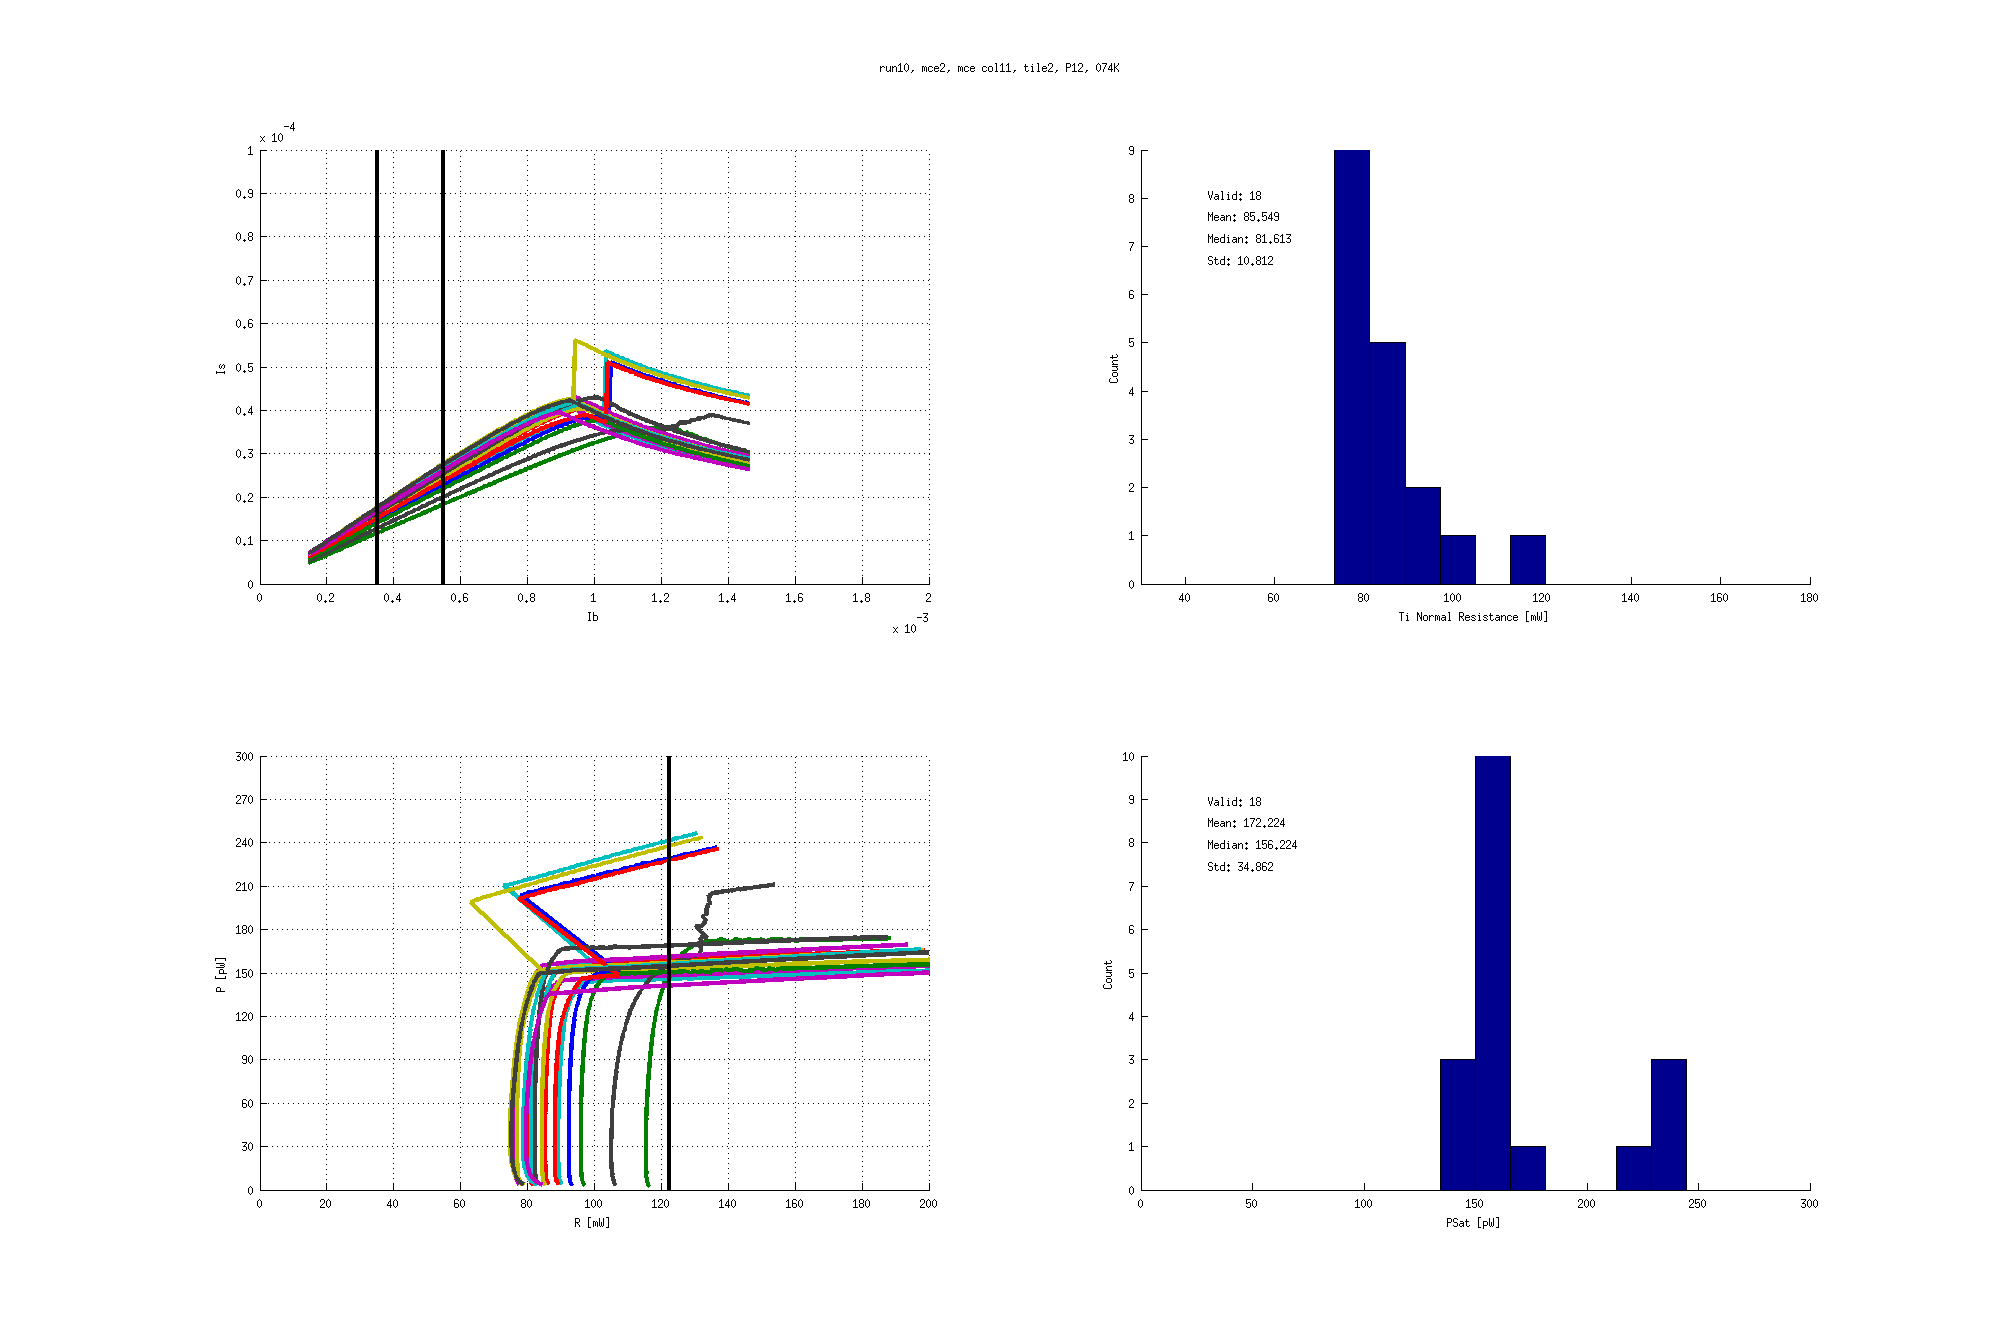 run10, mce2, mce col11, tile2, P12, 074K
x 10 -4
1
0.9
0.8
0.7
0.6
0.5
0.4
0.3
0.2
0.1
0
Is
0 0.2 0.4 0.6 0.8 1 1.2 1.4 1.6 1.8 2
Ib
x 10 -3
9
8
7
6
5
4
3
2
1
0
Count
Valid: 18
Mean: 85.549
Median: 81.613
Std: 10.812
40 60 80 100 120 140 160 180
Ti Normal Resistance [mW]
300
270
240
210
180
150
120
90
60
30
0
P [pW]
0 20 40 60 80 100 120 140 160 180 200
R [mW]
10
9
8
7
6
5
4
3
2
1
0
Count
Valid: 18
Mean: 172.224
Median: 156.224
Std: 34.862
0 50 100 150 200 250 300
PSat [pW]